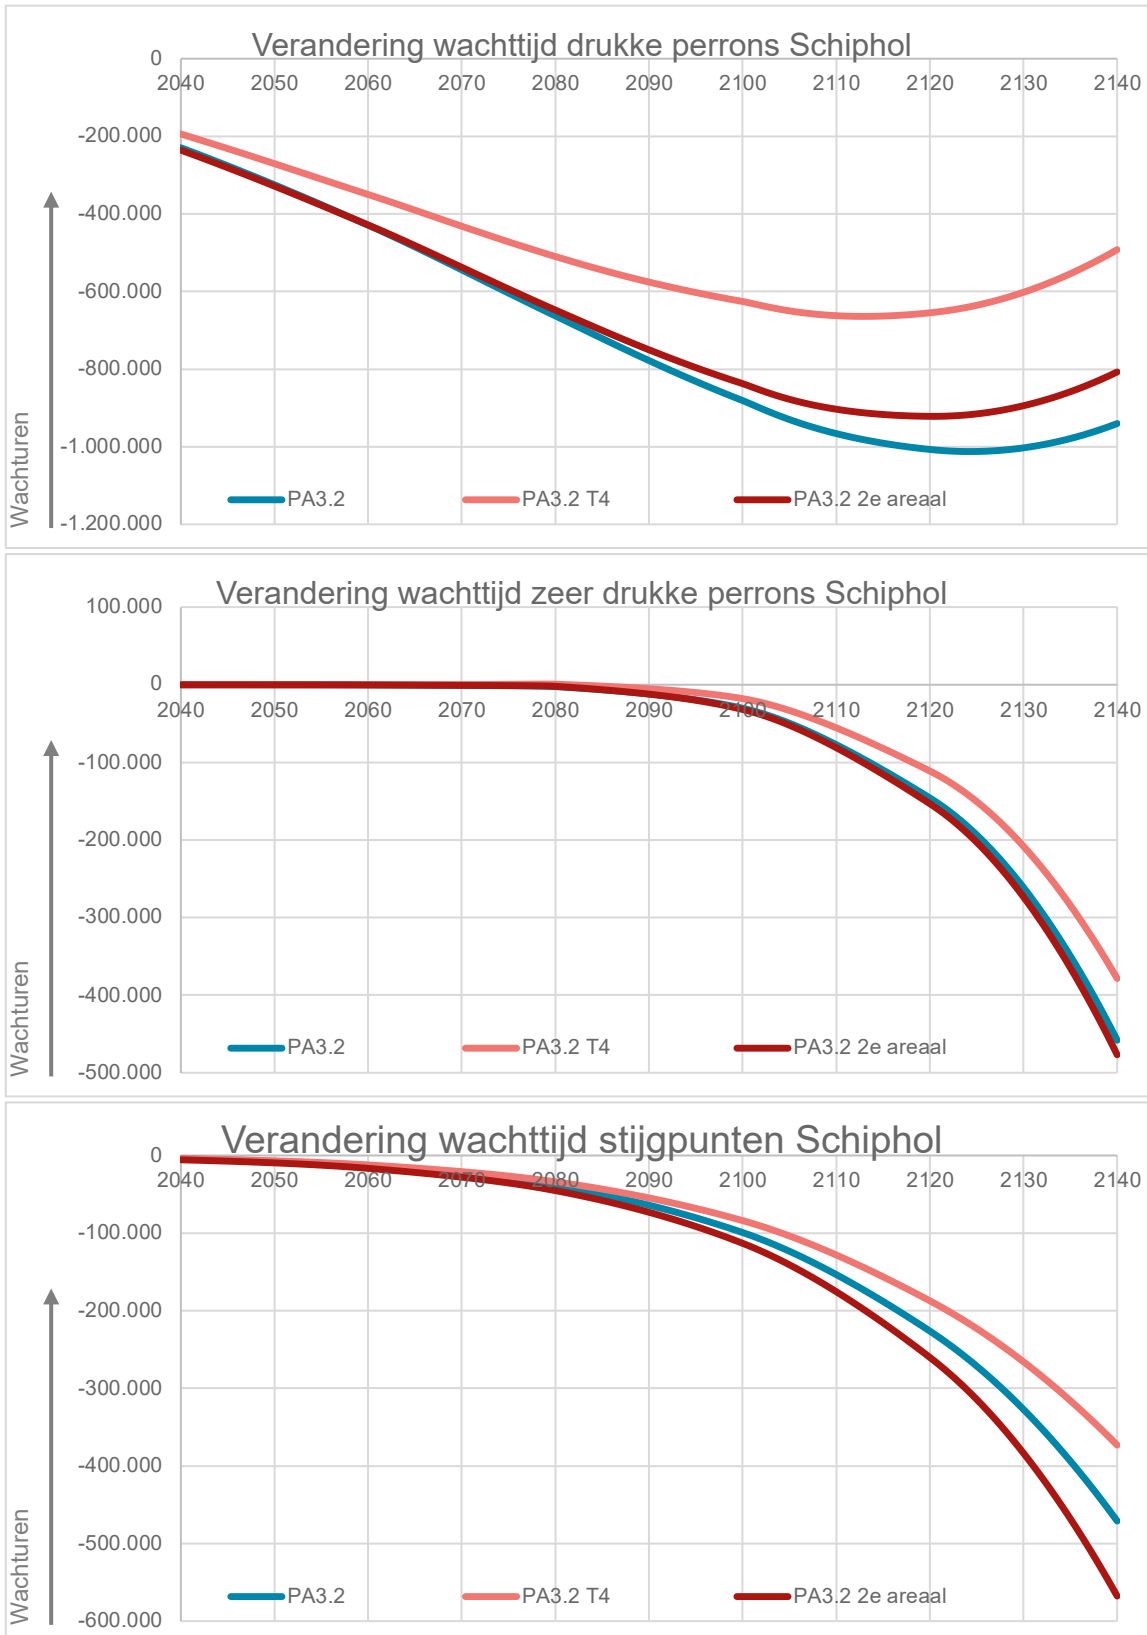 Verandering wachttijd drukke perrons Schiphol
0
2040 2050 2060 2070 2080 2090 2100 2110 2120 2130 2140
-200.000
-400.000
-600.000
-800.000
-1.000.000
-1.200.000
Wachturen
PA3.2 PA3.2 T4 PA3.2 2e areaal
Verandering wachttijd zeer drukke perrons Schiphol
100.000
0
2040 2050 2060 2070 2080 2090 2100 2110 2120 2130 2140
-100.000
-200.000
-300.000
-400.000
-500.000
Wachturen
PA3.2 PA3.2 T4 PA3.2 2e areaal
Verandering wachttijd stijgpunten Schiphol
0
2040 2050 2060 2070 2080 2090 2100 2110 2120 2130 2140
-100.000
-200.000
-300.000
-400.000
-500.000
-600.000
Wachturen
PA3.2 PA3.2 T4 PA3.2 2e areaal